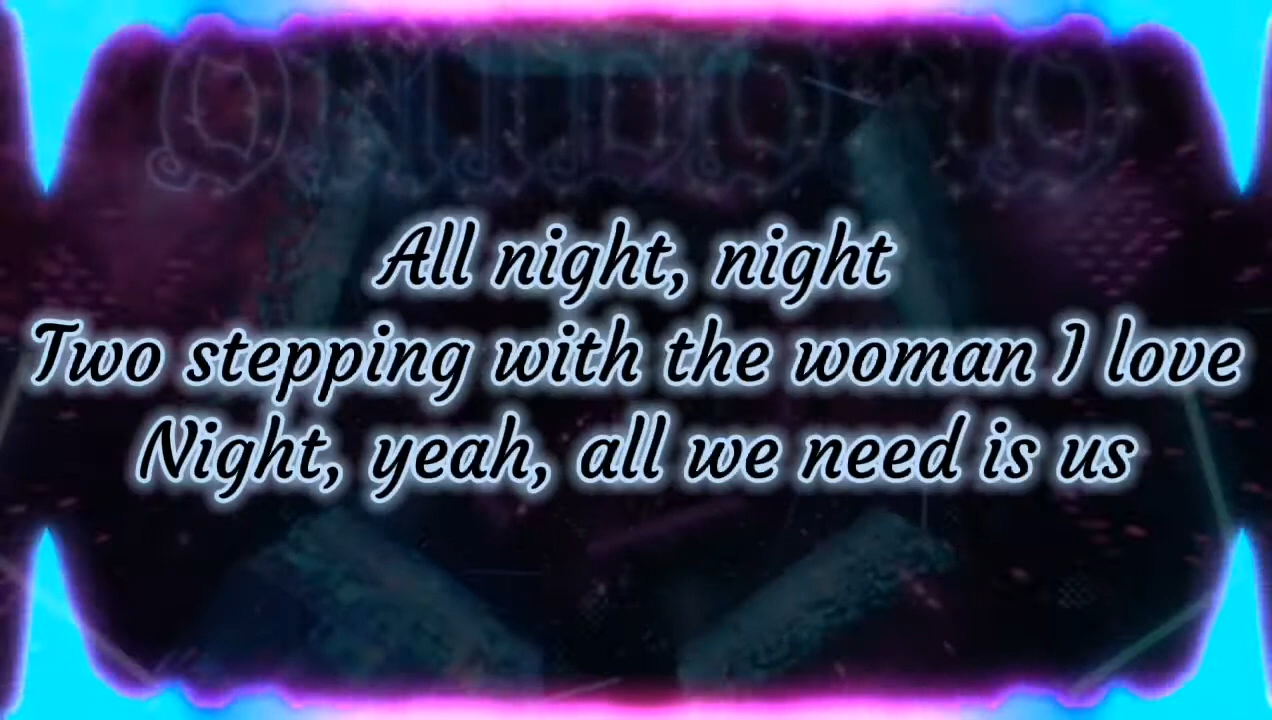 All night, night
Two stepping with the woman I love
Night, yeah, all we need is us